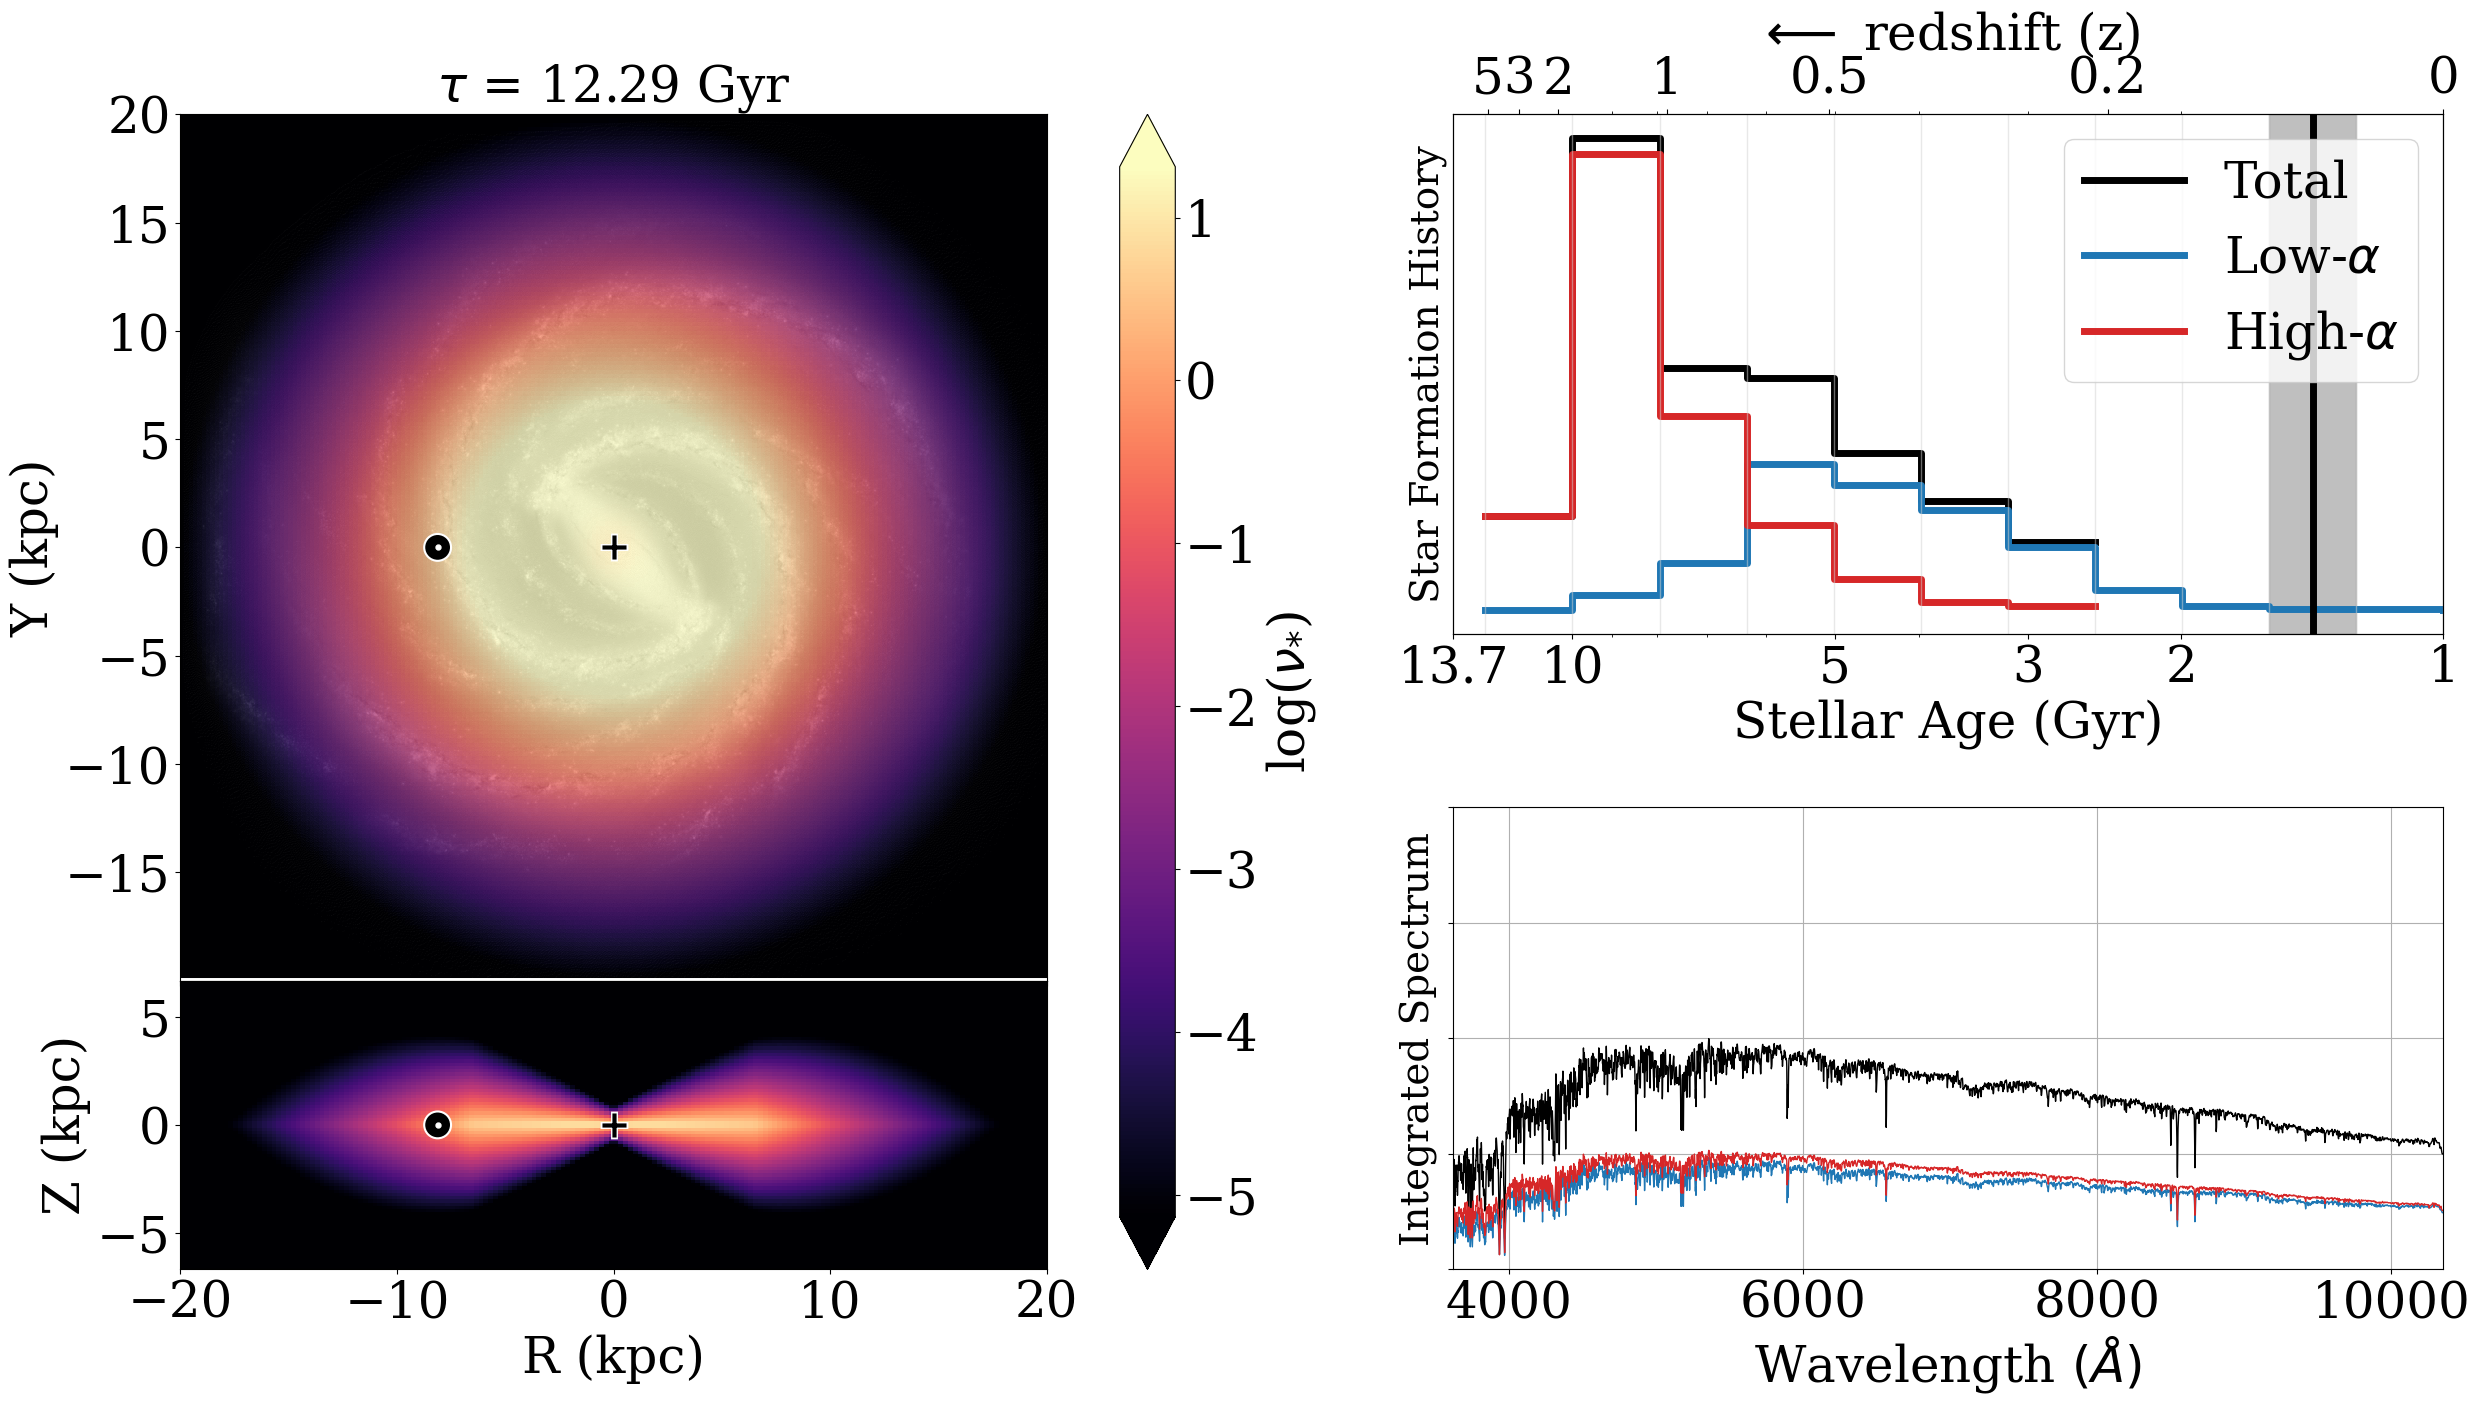 τ = 12.29 Gyr
20
15
10
5
0
−5
−10
−15
Y (kpc)
5
0
−5
Z (kpc)
−20 −10 0 10 20
R (kpc)
1
0
−1
−2
−3
−4
−5
log(ν*)
⟵ redshift (z)
5 3 2 1 0.5 0.2 0
Star Formation History
Total
Low-α
High-α
13.7 10 5 3 2 1
Stellar Age (Gyr)
Integrated Spectrum
4000 6000 8000 10000
Wavelength (Å)